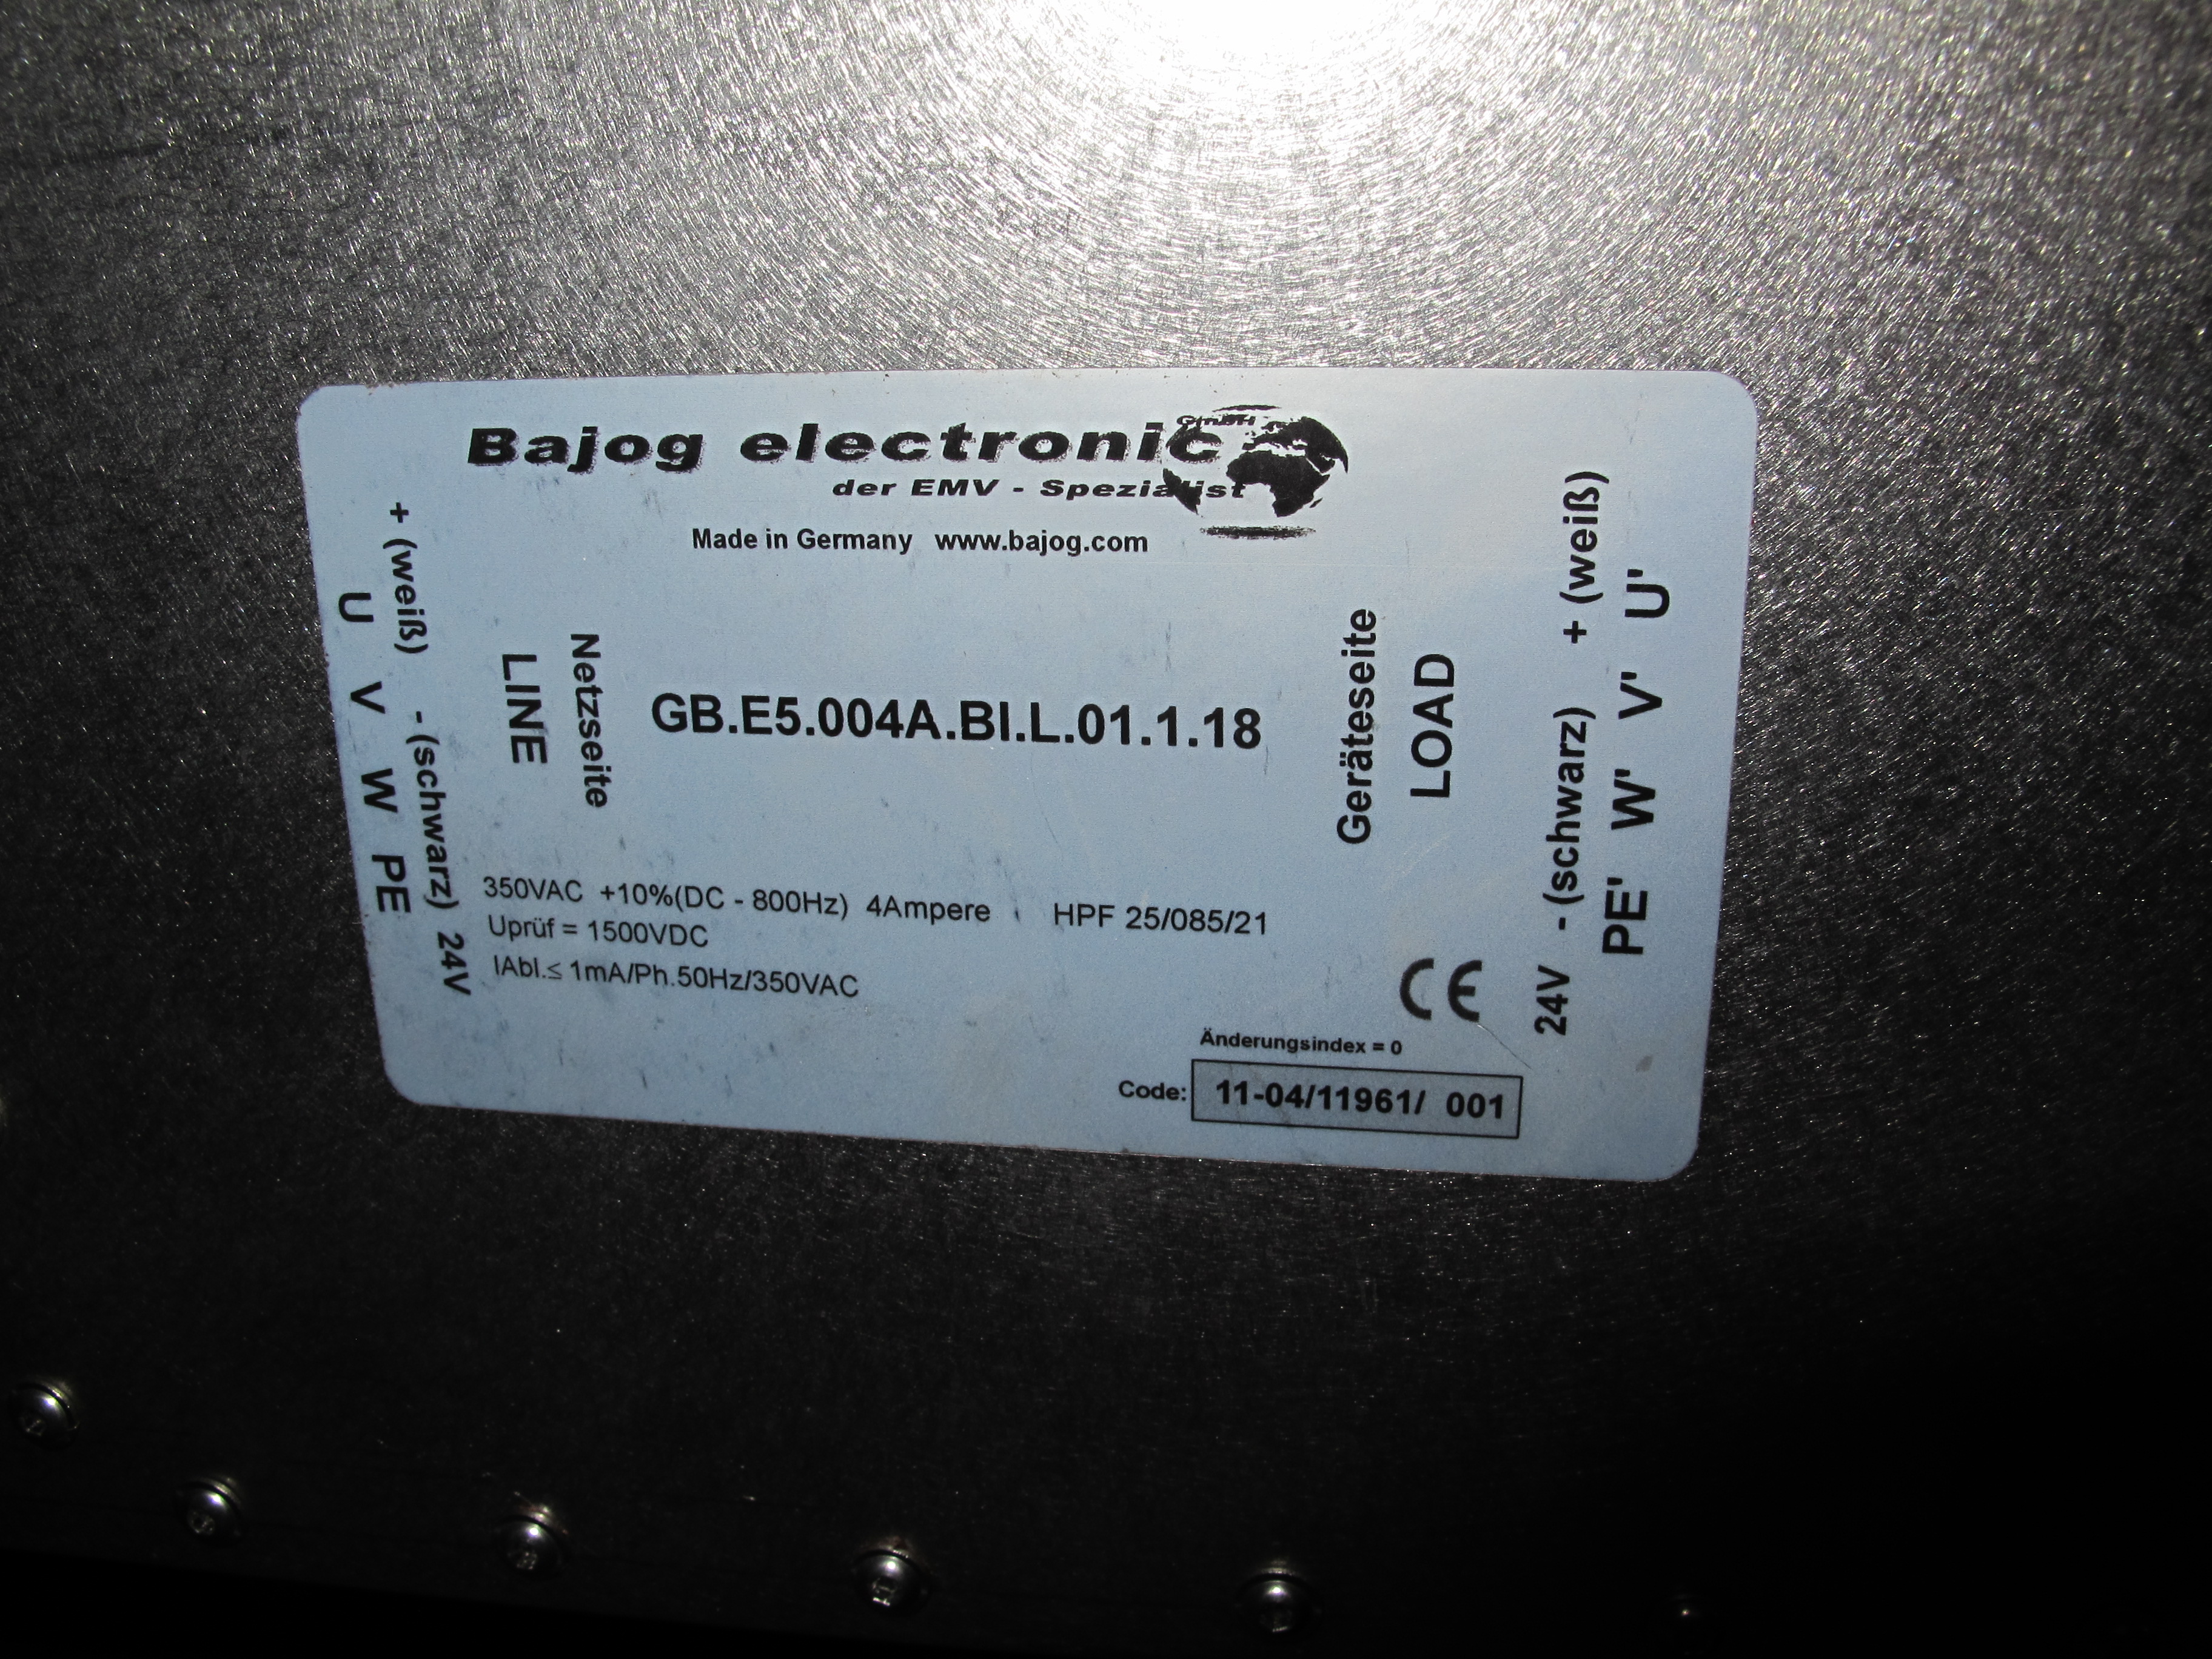 Bajog electronic
GmbH
der EMV - Spezialist
Made in Germany www.bajog.com
+ (weiß) - (schwarz) 24V
U V W PE
LINE
Netzseite
GB.E5.004A.BI.L.01.1.18
Geräteseite
LOAD
24V - (schwarz) + (weiß)
PE' W' V' U'
350VAC +10%(DC - 800Hz) 4Ampere HPF 25/085/21
Uprüf = 1500VDC
IAbl.≤ 1mA/Ph.50Hz/350VAC
CE
Änderungsindex = 0
Code: 11-04/11961/ 001